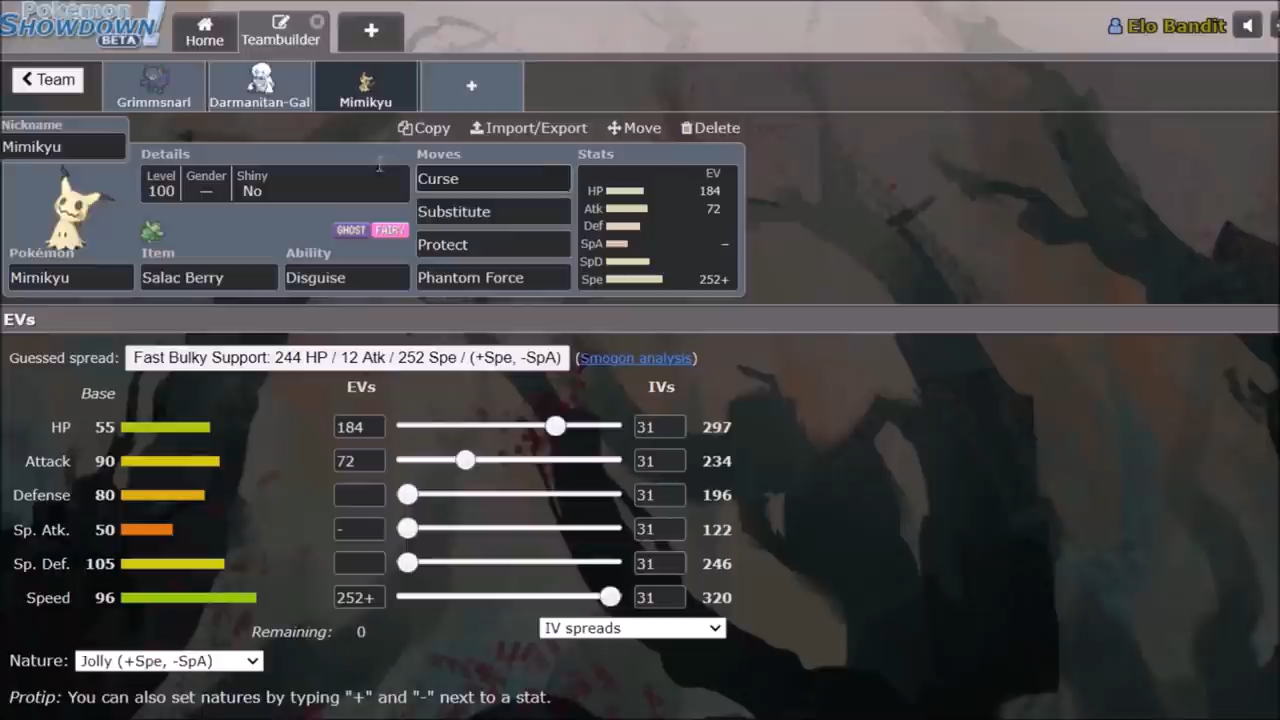 Pokémon
SHOWDOWN!
BETA
Home
Teambuilder
+
Elo Bandit
< Team
Grimmsnarl
Darmanitan-Gal
Mimikyu
+
Nickname
Mimikyu
Copy Import/Export Move Delete
Details
Level Gender Shiny
100 — No
GHOST FAIRY
Pokémon Item Ability
Mimikyu Salac Berry Disguise
Moves
Curse
Substitute
Protect
Phantom Force
Stats
EV
HP 184
Atk 72
Def
SpA –
SpD
Spe 252+
EVs
Guessed spread: Fast Bulky Support: 244 HP / 12 Atk / 252 Spe / (+Spe, -SpA) (Smogon analysis)
Base EVs IVs
HP 55 184 31 297
Attack 90 72 31 234
Defense 80 31 196
Sp. Atk. 50 - 31 122
Sp. Def. 105 31 246
Speed 96 252+ 31 320
Remaining: 0 IV spreads
Nature: Jolly (+Spe, -SpA)
Protip: You can also set natures by typing "+" and "-" next to a stat.